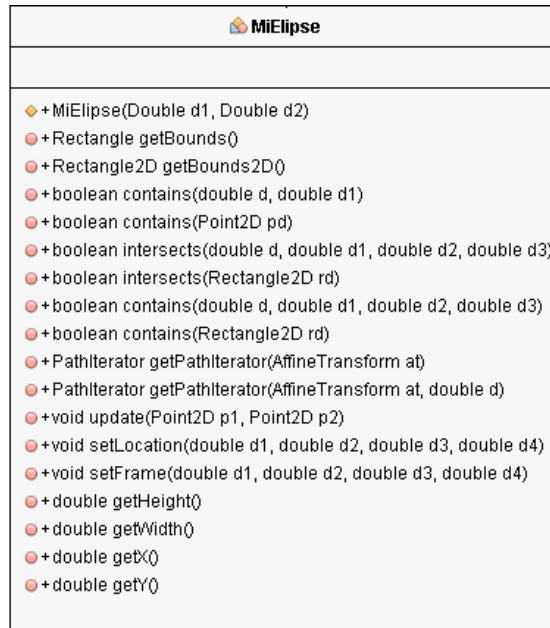 MiElipse
+MiElipse(Double d1, Double d2)
+Rectangle getBounds()
+Rectangle2D getBounds2D()
+boolean contains(double d, double d1)
+boolean contains(Point2D pd)
+boolean intersects(double d, double d1, double d2, double d3)
+boolean intersects(Rectangle2D rd)
+boolean contains(double d, double d1, double d2, double d3)
+boolean contains(Rectangle2D rd)
+PathIterator getPathIterator(AffineTransform at)
+PathIterator getPathIterator(AffineTransform at, double d)
+void update(Point2D p1, Point2D p2)
+void setLocation(double d1, double d2, double d3, double d4)
+void setFrame(double d1, double d2, double d3, double d4)
+double getHeight()
+double getWidth()
+double getX()
+double getY()